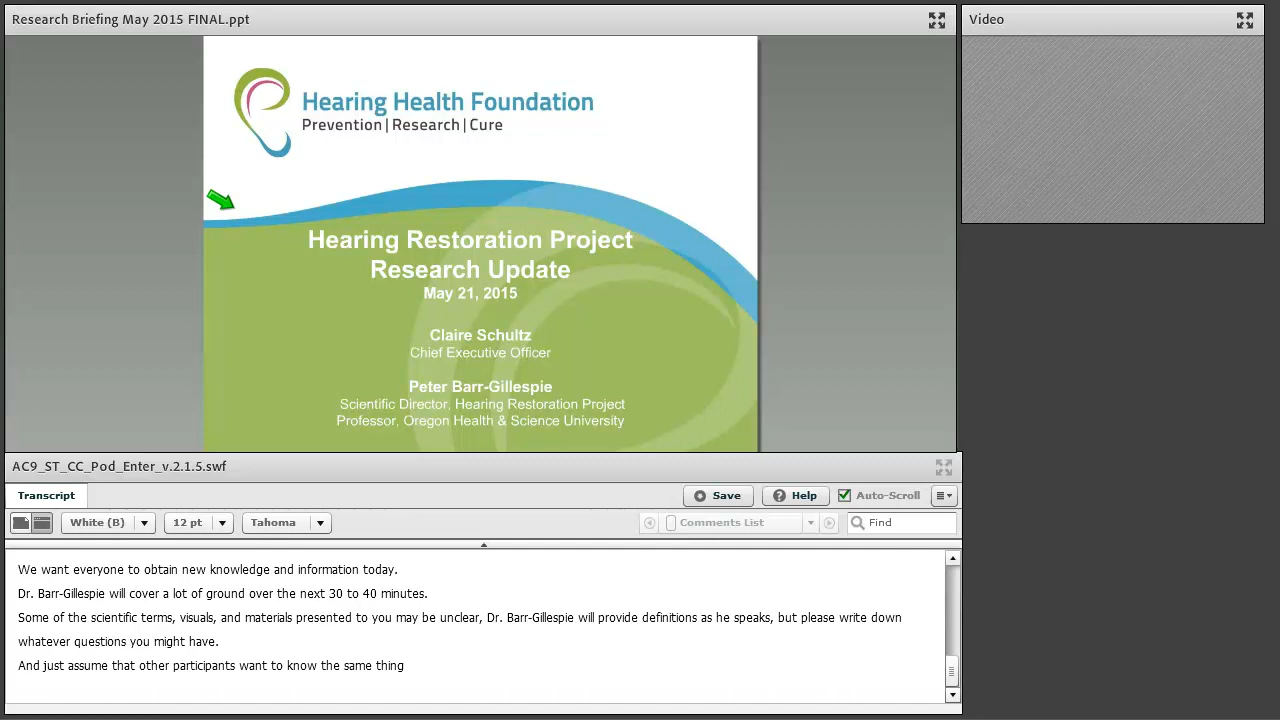 Research Briefing May 2015 FINAL.ppt
Video
Hearing Health Foundation
Prevention|Research|Cure
Hearing Restoration Project
Research Update
May 21, 2015
Claire Schultz
Chief Executive Officer
Peter Barr-Gillespie
Scientific Director, Hearing Restoration Project
Professor, Oregon Health & Science University
AC9_ST_CC_Pod_Enter_v.2.1.5.swf
Transcript
Save
Help
Auto-Scroll
White (B)
12 pt
Tahoma
Comments List
Find
We want everyone to obtain new knowledge and information today.
Dr. Barr-Gillespie will cover a lot of ground over the next 30 to 40 minutes.
Some of the scientific terms, visuals, and materials presented to you may be unclear, Dr. Barr-Gillespie will provide definitions as he speaks, but please write down
whatever questions you might have.
And just assume that other participants want to know the same thing